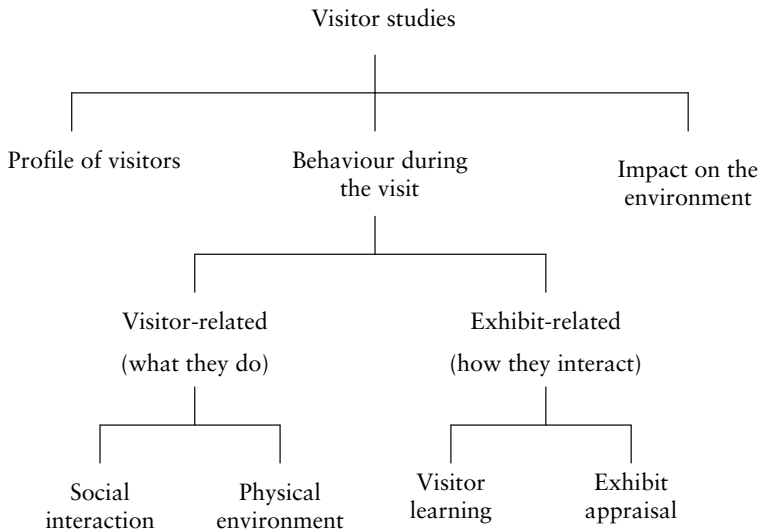 Visitor studies
Profile of visitors
Behaviour during
the visit
Impact on the
environment
Visitor-related
(what they do)
Exhibit-related
(how they interact)
Social
interaction
Physical
environment
Visitor
learning
Exhibit
appraisal